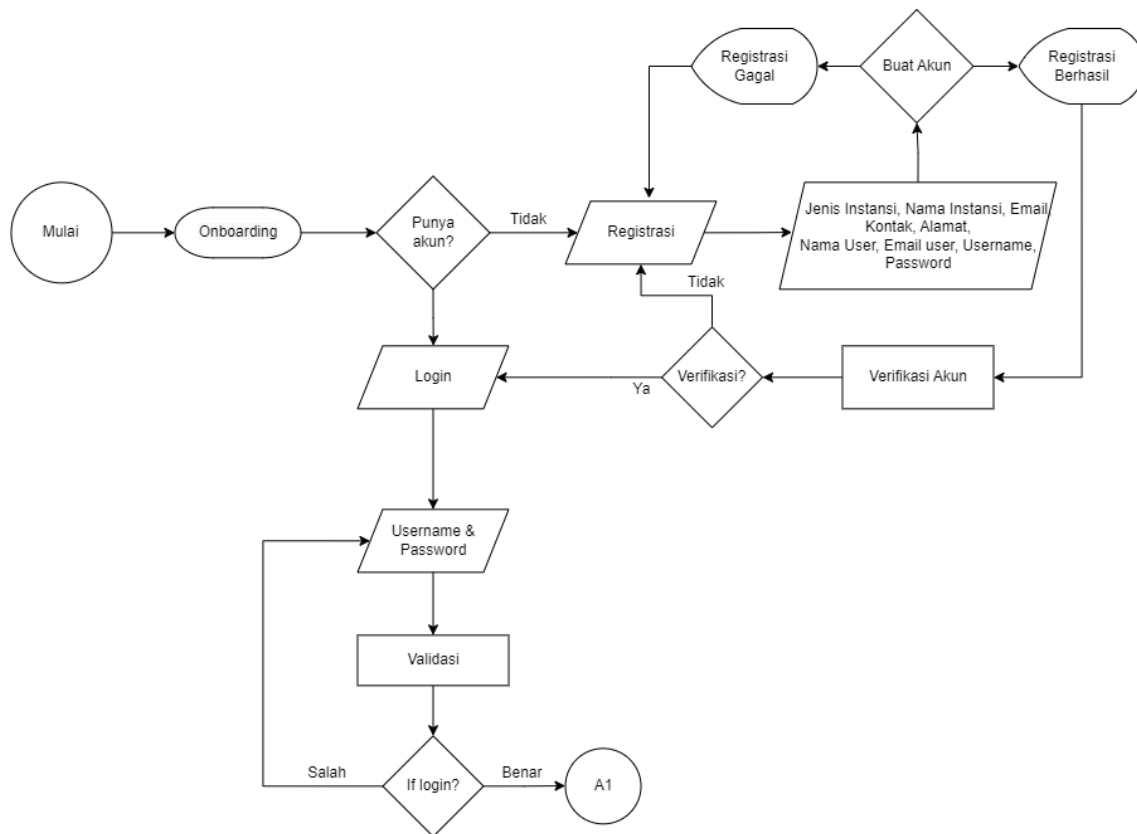 Registrasi
Gagal
Buat Akun
Registrasi
Berhasil
Mulai
Onboarding
Punya
akun?
Tidak
Registrasi
Jenis Instansi, Nama Instansi, Email,
Kontak, Alamat,
Nama User, Email user, Username,
Password
Tidak
Login
Ya
Verifikasi?
Verifikasi Akun
Username &
Password
Validasi
Salah
If login?
Benar
A1